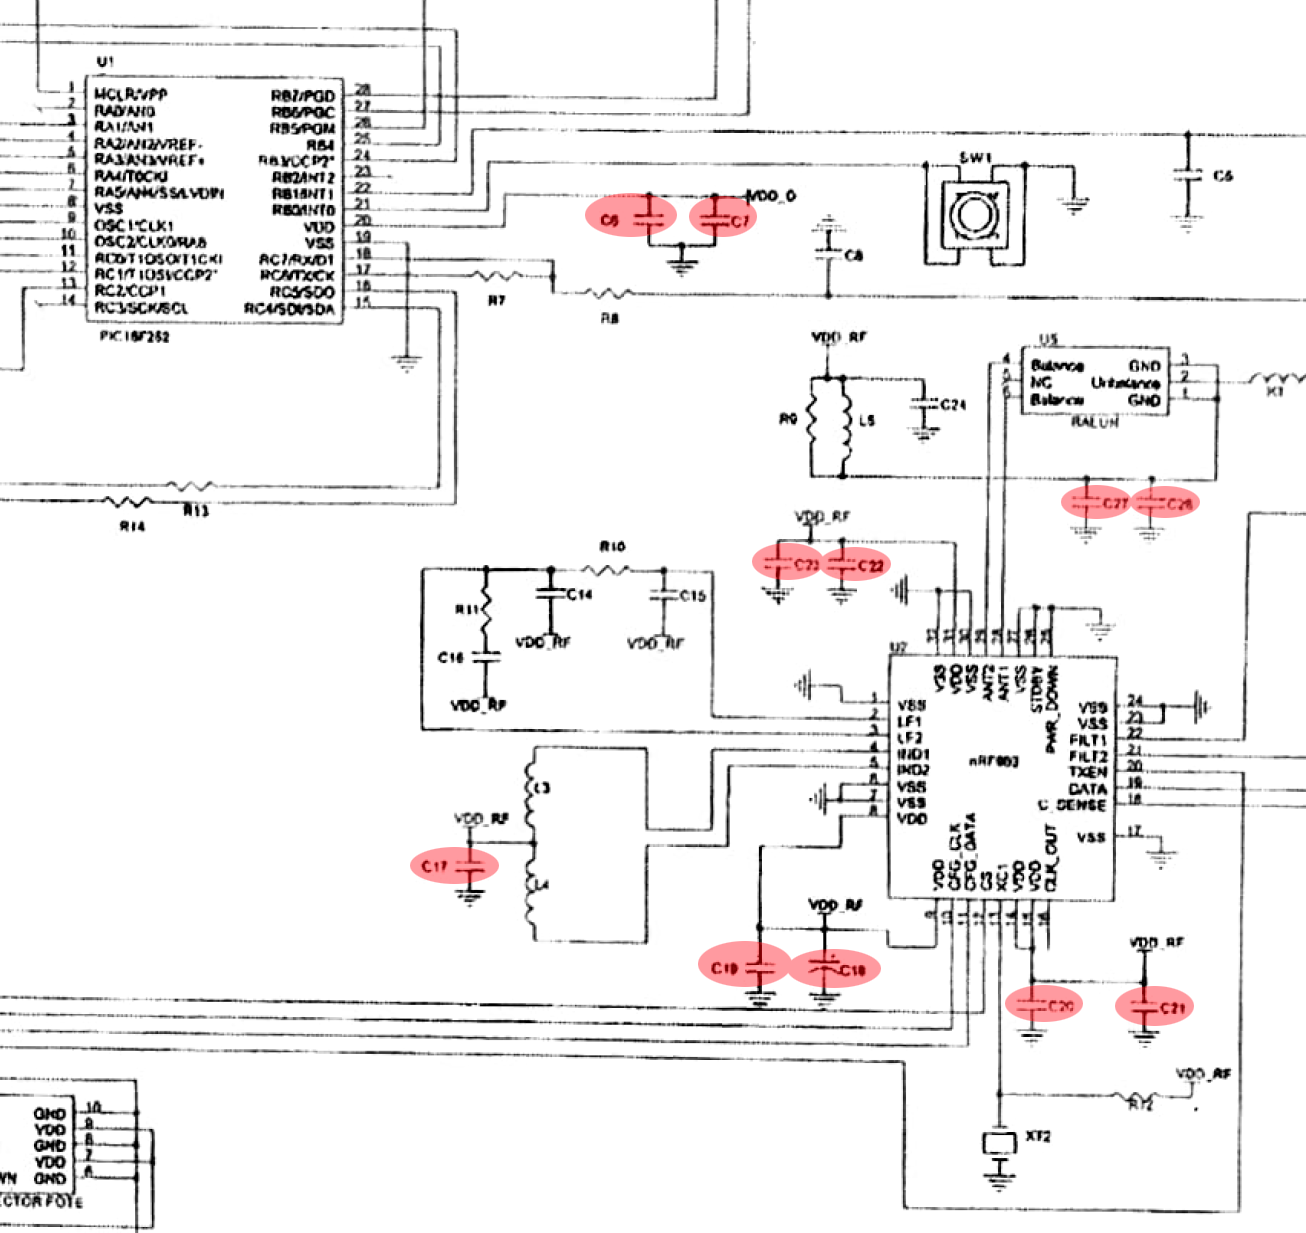 U1
1 MCLR/VPP RB7/PGD 28
2 RA0/AN0 RB6/PGC 27
3 RA1/AN1 RB5/PGM 26
4 RA2/AN2/VREF- RB4 25
5 RA3/AN3/VREF+ RB3/CCP2* 24
6 RA4/T0CKI RB2/INT2 23
7 RA5/AN4/SS/LVDIN RB1/INT1 22
8 VSS RB0/INT0 21
9 OSC1/CLK1 VDD 20
10 OSC2/CLKO/RA6 VSS 19
11 RC0/T1OSO/T1CKI RC7/RX/DT 18
12 RC1/T1OSI/CCP2* RC6/TX/CK 17
13 RC2/CCP1 RC5/SDO 16
14 RC3/SCK/SCL RC4/SDI/SDA 15
PIC18F252
SW1
C5
C6
C7
VDD_D
C8
R7
R8
VDD_RF
U5
4 Balance GND 3
5 NC Unbalance 2
6 Balance GND 1
BALUN
R9
L5
C24
C27
C26
R13
R14
VDD_RF
C23
C22
R10
R11
C14
C15
VDD_RF
VDD_RF
C16
VDD_RF
U2
32 31 30 29 28 27 26 25
VSS VDD VSS ANT2 ANT1 VSS STDBY PWR_DOWN
1 VSS VSS 24
2 LF1 VSS 23
3 LF2 FILT1 22
4 IND1 FILT2 21
5 IND2 TXEN 20
6 VSS DATA 19
7 VSS C_SENSE 18
8 VDD VSS 17
nRF903
VDD CFG_CLK CFG_DATA CS XC1 VDD VDD CLK_OUT
9 10 11 12 13 14 15 16
L3
VDD_RF
C17
L4
VDD_RF
C19
C18
VDD_RF
C20
C21
VDD_RF
R12
XT2
GND 10
VDD 9
GND 8
VDD 7
WN GND 6
ECTOR FOTE